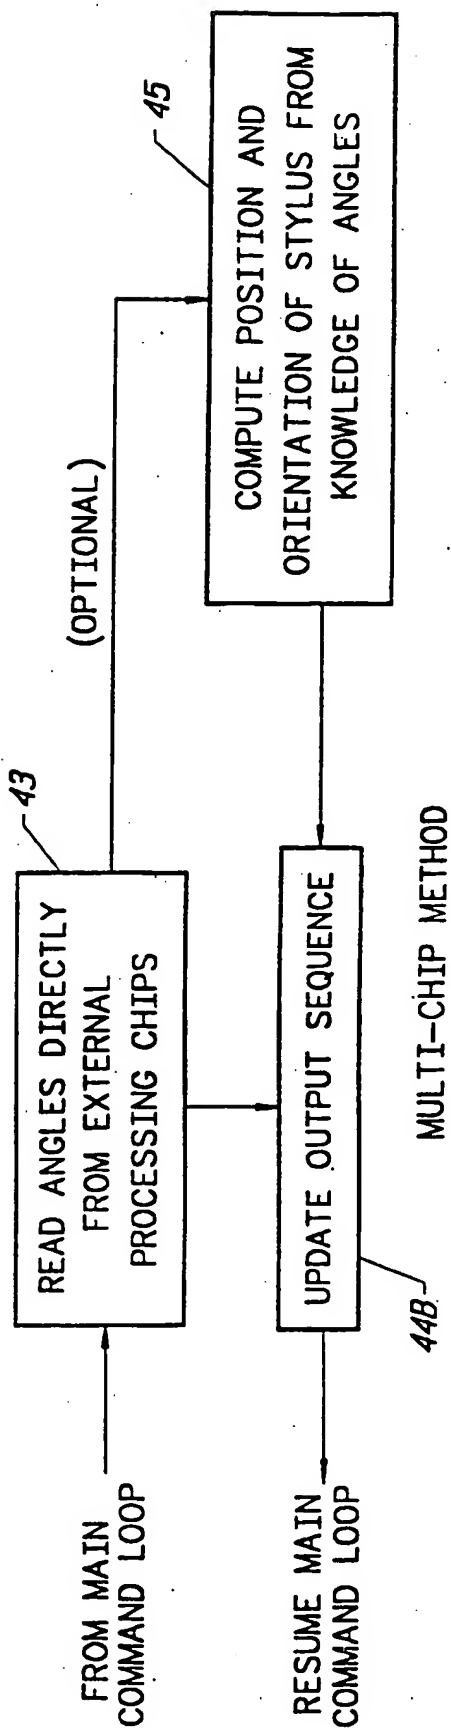 FROM MAIN
COMMAND LOOP
43
READ ANGLES DIRECTLY
FROM EXTERNAL
PROCESSING CHIPS
(OPTIONAL)
45
COMPUTE POSITION AND
ORIENTATION OF STYLUS FROM
KNOWLEDGE OF ANGLES
RESUME MAIN
COMMAND LOOP
UPDATE OUTPUT SEQUENCE
44B
MULTI-CHIP METHOD